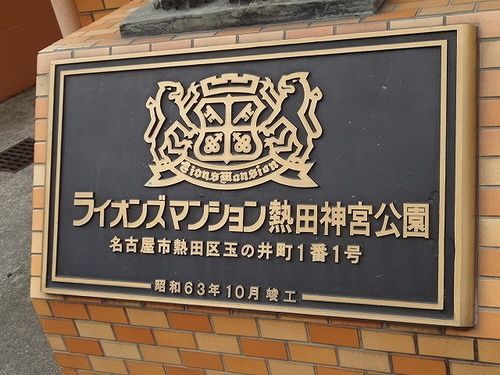 Lions Mansion
ライオンズマンション熱田神宮公園
名古屋市熱田区玉の井町1番1号
昭和63年10月竣工